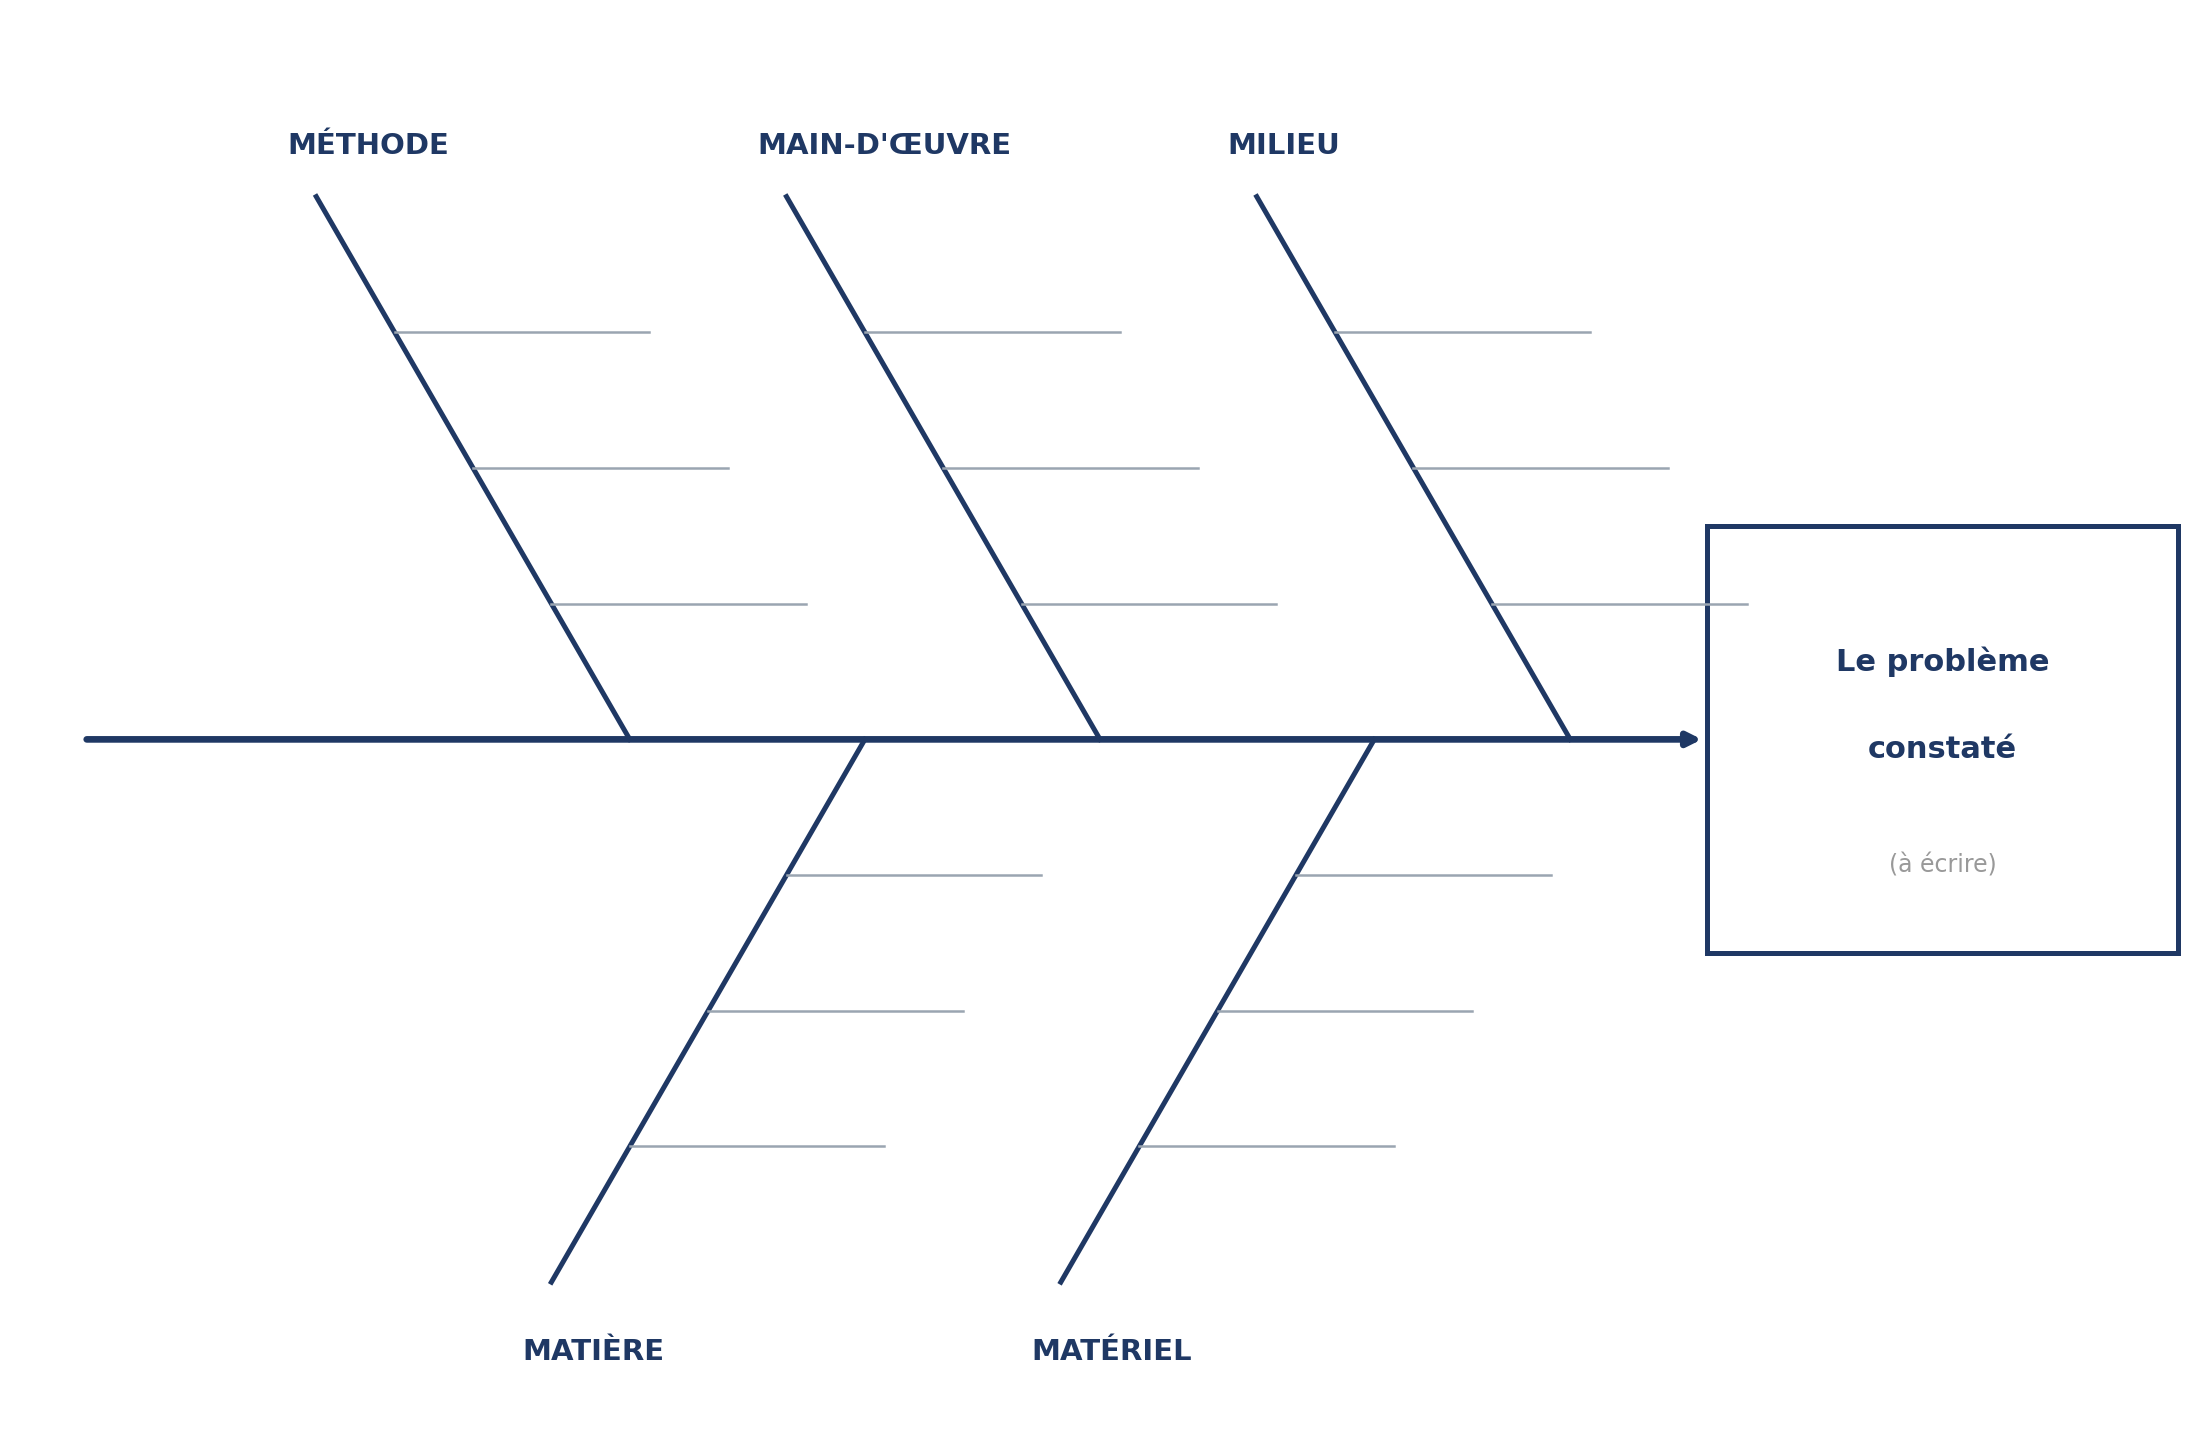 MÉTHODE
MAIN-D'ŒUVRE
MILIEU
Le problème
constaté
(à écrire)
MATIÈRE
MATÉRIEL